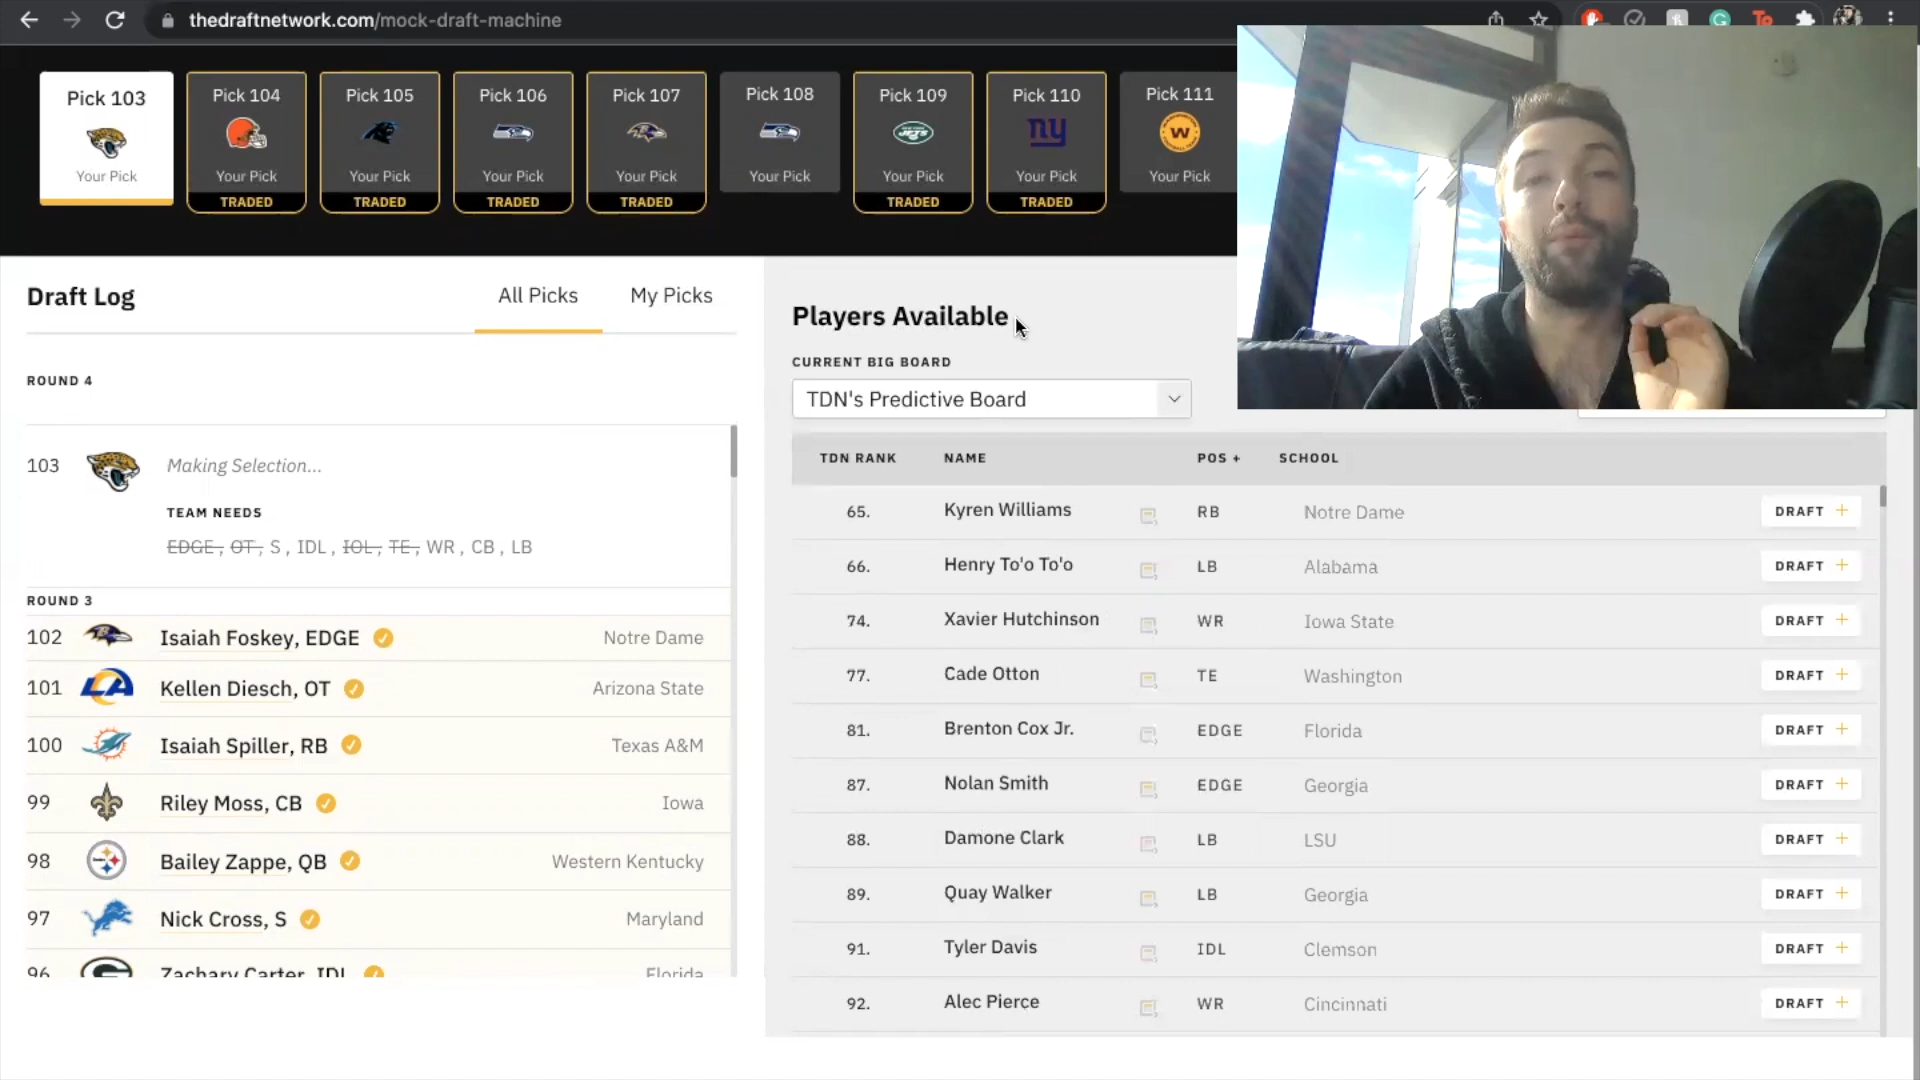 thedraftnetwork.com/mock-draft-machine
Pick 103
Your Pick
Pick 104
Your Pick
TRADED
Pick 105
Your Pick
TRADED
Pick 106
Your Pick
TRADED
Pick 107
Your Pick
TRADED
Pick 108
Your Pick
Pick 109
JETS
Your Pick
TRADED
Pick 110
ny
Your Pick
TRADED
Pick 111
W
Your Pick
Draft Log
All Picks
My Picks
ROUND 4
103
Making Selection...
TEAM NEEDS
EDGE , OT , S , IDL , IOL , TE , WR , CB , LB
ROUND 3
102 Isaiah Foskey, EDGE Notre Dame
101 LA Kellen Diesch, OT Arizona State
100 Isaiah Spiller, RB Texas A&M
99 Riley Moss, CB Iowa
98 Bailey Zappe, QB Western Kentucky
97 Nick Cross, S Maryland
96 G Zachary Carter, IDL Florida
Players Available
CURRENT BIG BOARD
TDN's Predictive Board
TDN RANK NAME POS + SCHOOL
65. Kyren Williams RB Notre Dame DRAFT +
66. Henry To'o To'o LB Alabama DRAFT +
74. Xavier Hutchinson WR Iowa State DRAFT +
77. Cade Otton TE Washington DRAFT +
81. Brenton Cox Jr. EDGE Florida DRAFT +
87. Nolan Smith EDGE Georgia DRAFT +
88. Damone Clark LB LSU DRAFT +
89. Quay Walker LB Georgia DRAFT +
91. Tyler Davis IDL Clemson DRAFT +
92. Alec Pierce WR Cincinnati DRAFT +